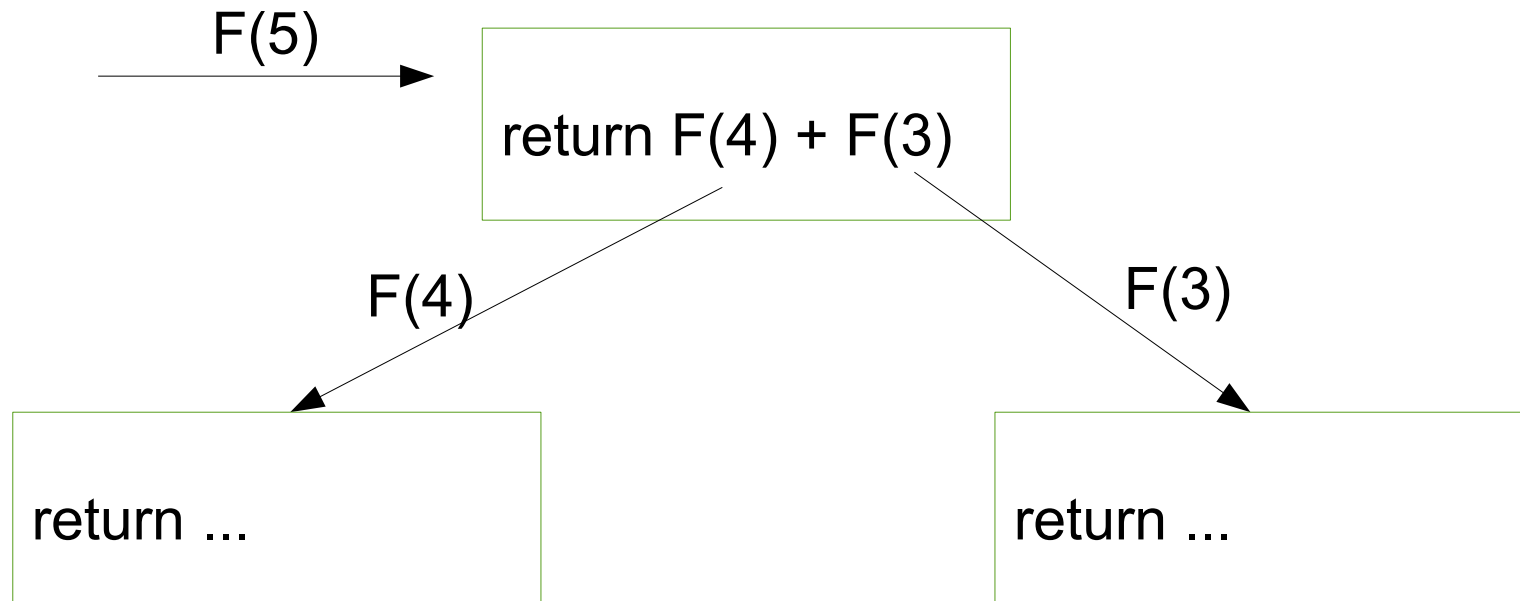 F(5)
return F(4) + F(3)
F(4)
F(3)
return ...
return ...